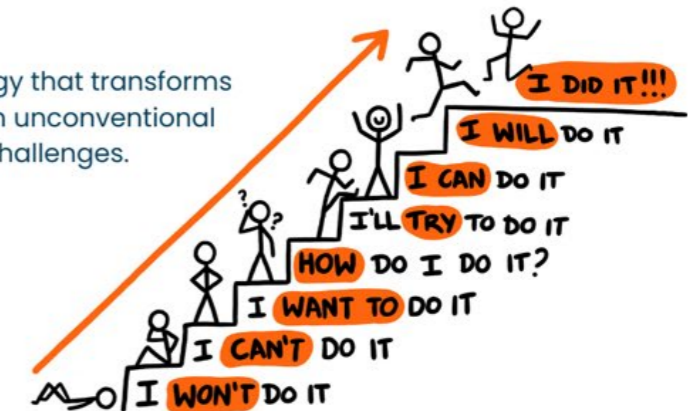 gy that transforms
n unconventional
hallenges.
? ?
I DID IT!!!
I WILL DO IT
I CAN DO IT
I'LL TRY TO DO IT
HOW DO I DO IT?
I WANT TO DO IT
I CAN'T DO IT
I WON'T DO IT